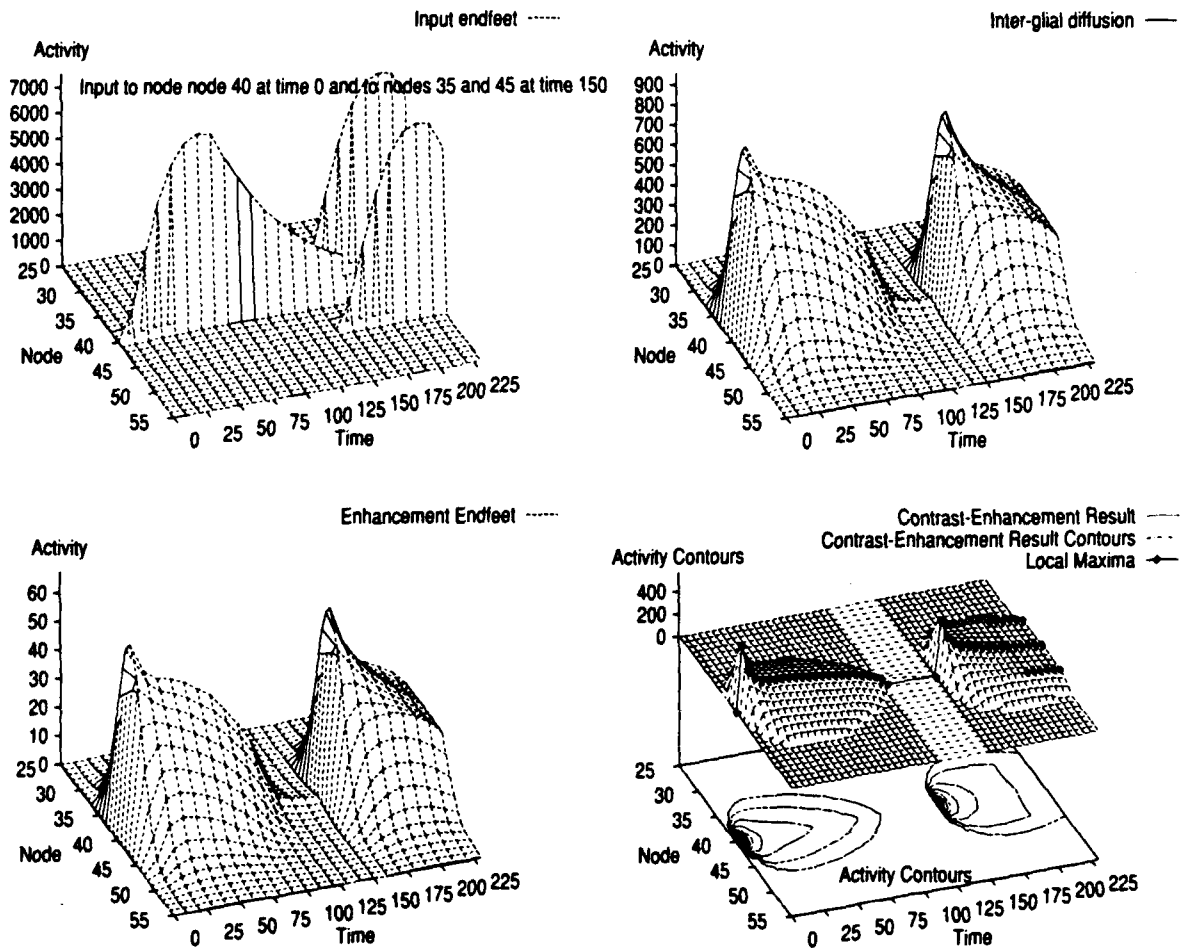 Input endfeet
Activity
Input to node node 40 at time 0 and to nodes 35 and 45 at time 150
7000
6000
5000
4000
3000
2000
1000
0
25
30
35
40
45
50
55
Node
0 25 50 75 100 125 150 175 200 225
Time
Inter-glial diffusion
Activity
900
800
700
600
500
400
300
200
100
0
25
30
35
40
45
50
55
Node
0 25 50 75 100 125 150 175 200 225
Time
Enhancement Endfeet
Activity
60
50
40
30
20
10
0
25
30
35
40
45
50
55
Node
0 25 50 75 100 125 150 175 200 225
Time
Contrast-Enhancement Result
Contrast-Enhancement Result Contours
Local Maxima
Activity Contours
400
200
0
25
30
35
40
45
50
55
Node
Activity Contours
0 25 50 75 100 125 150 175 200 225
Time